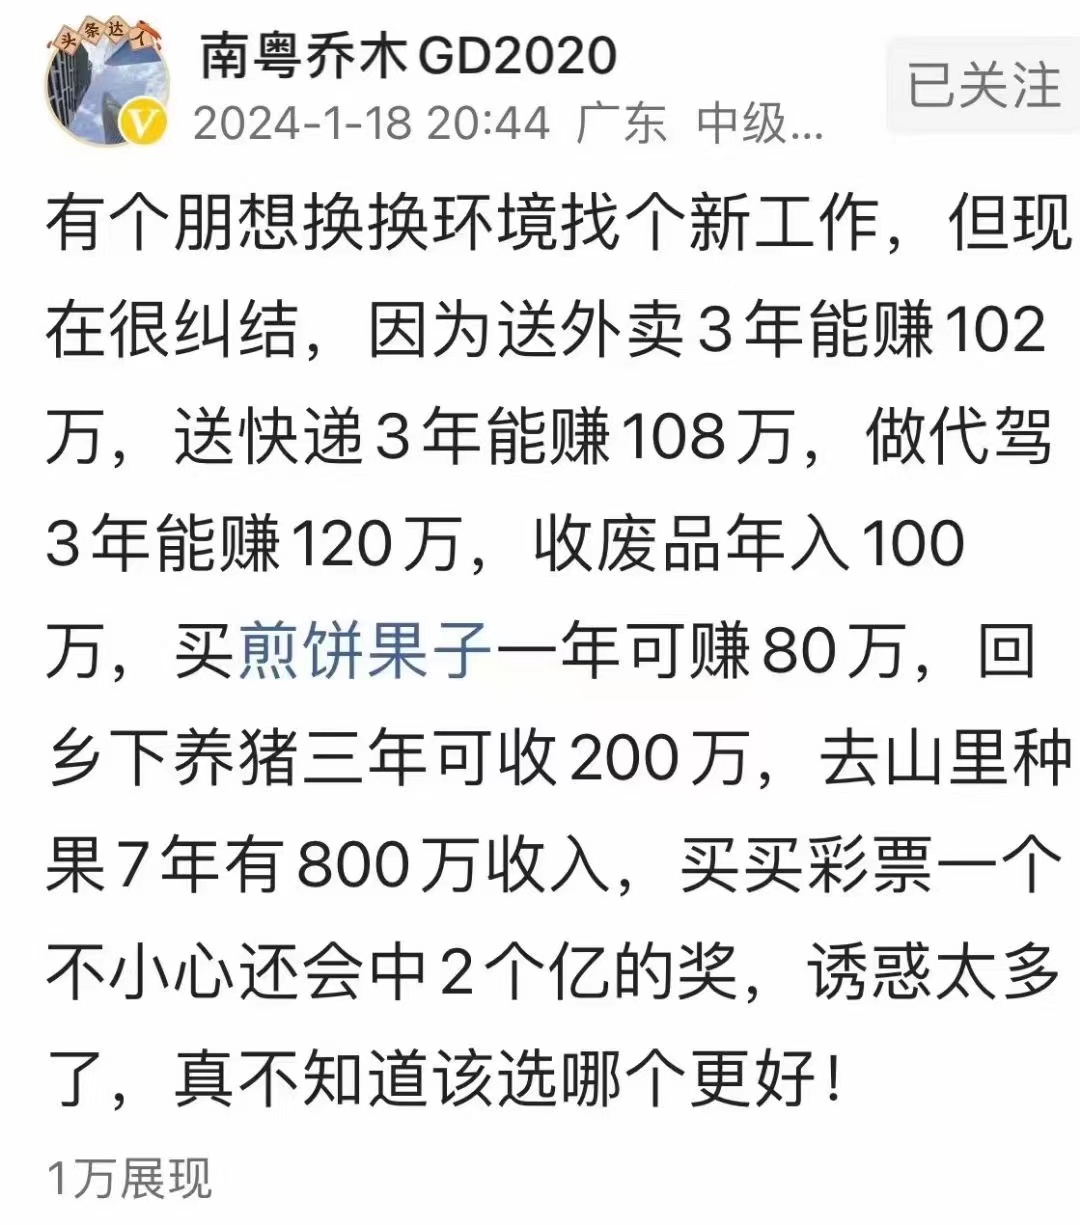 头条达人
南粤乔木GD2020
已关注
2024-1-18 20:44 广东 中级...
有个朋想换换环境找个新工作，但现
在很纠结，因为送外卖3年能赚102
万，送快递3年能赚108万，做代驾
3年能赚120万，收废品年入100
万，买煎饼果子一年可赚80万，回
乡下养猪三年可收200万，去山里种
果7年有800万收入，买买彩票一个
不小心还会中2个亿的奖，诱惑太多
了，真不知道该选哪个更好！
1万展现